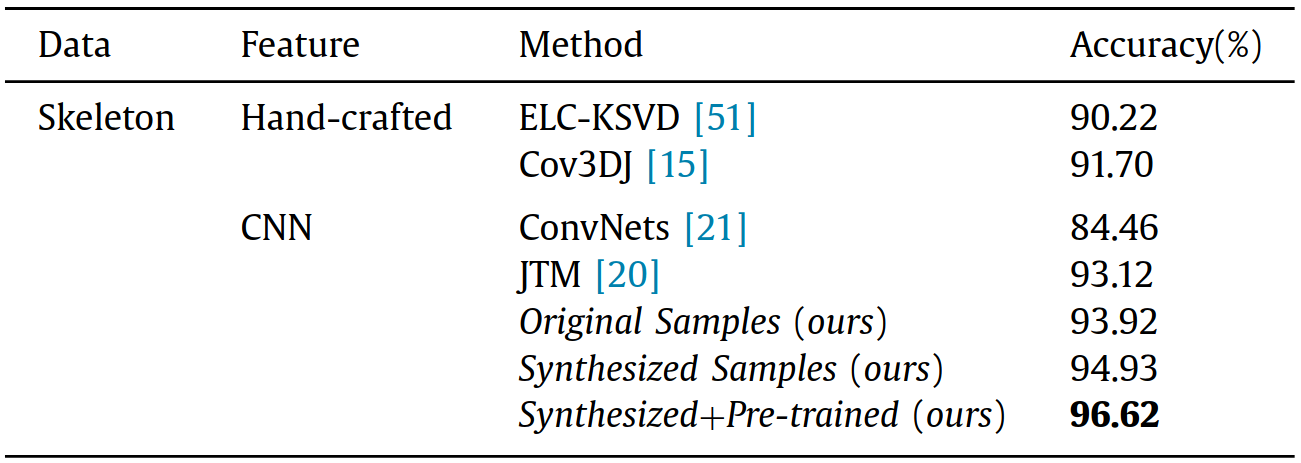 Data Feature Method Accuracy(%)
Skeleton Hand-crafted ELC-KSVD [51] 90.22
Cov3DJ [15] 91.70
CNN ConvNets [21] 84.46
JTM [20] 93.12
Original Samples (ours) 93.92
Synthesized Samples (ours) 94.93
Synthesized+Pre-trained (ours) 96.62